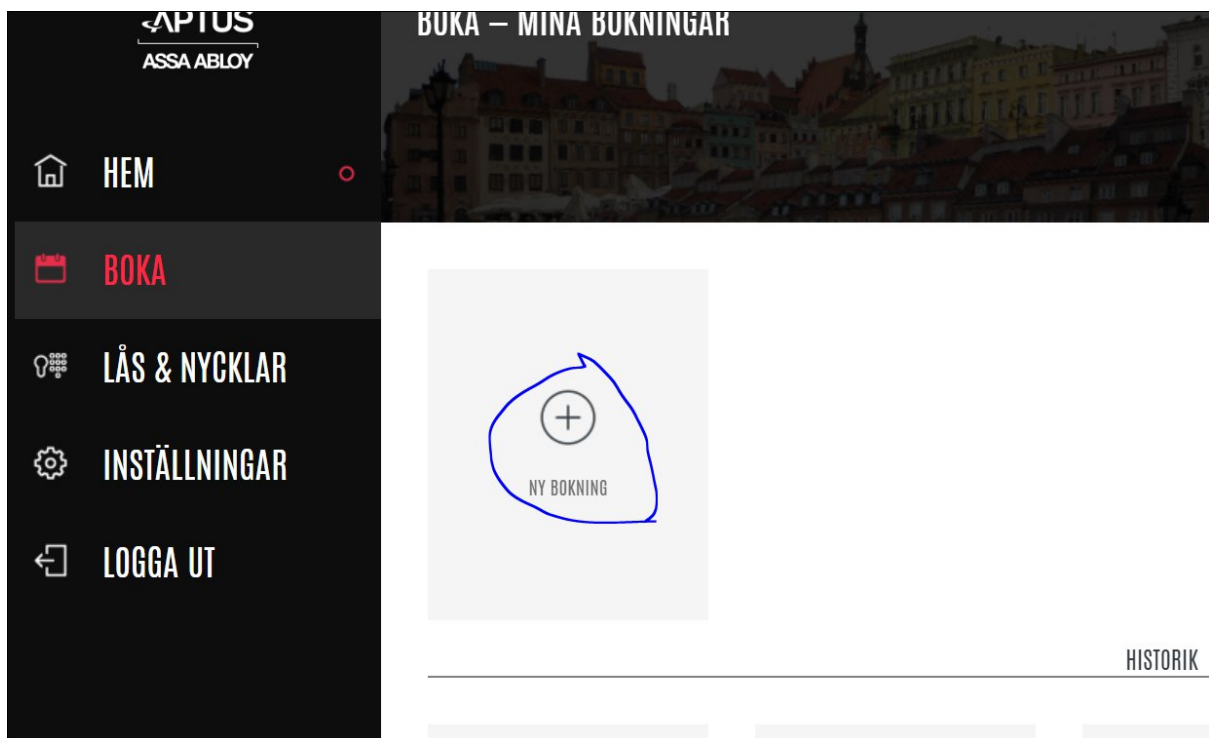 APTUS
ASSA ABLOY
BOKA – MINA BOKNINGAR
HEM
BOKA
LÅS & NYCKLAR
INSTÄLLNINGAR
LOGGA UT
NY BOKNING
HISTORIK